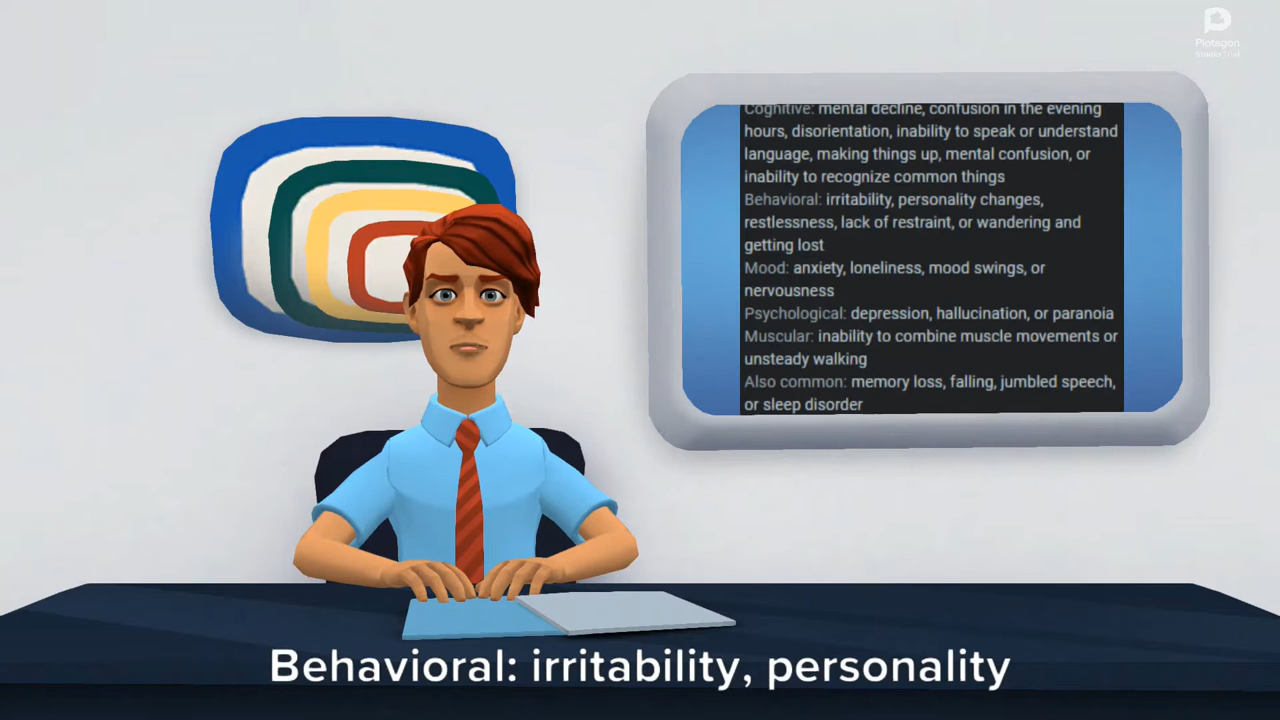 Plotagon
Cognitive: mental decline, confusion in the evening
hours, disorientation, inability to speak or understand
language, making things up, mental confusion, or
inability to recognize common things
Behavioral: irritability, personality changes,
restlessness, lack of restraint, or wandering and
getting lost
Mood: anxiety, loneliness, mood swings, or
nervousness
Psychological: depression, hallucination, or paranoia
Muscular: inability to combine muscle movements or
unsteady walking
Also common: memory loss, falling, jumbled speech,
or sleep disorder
Behavioral: irritability, personality